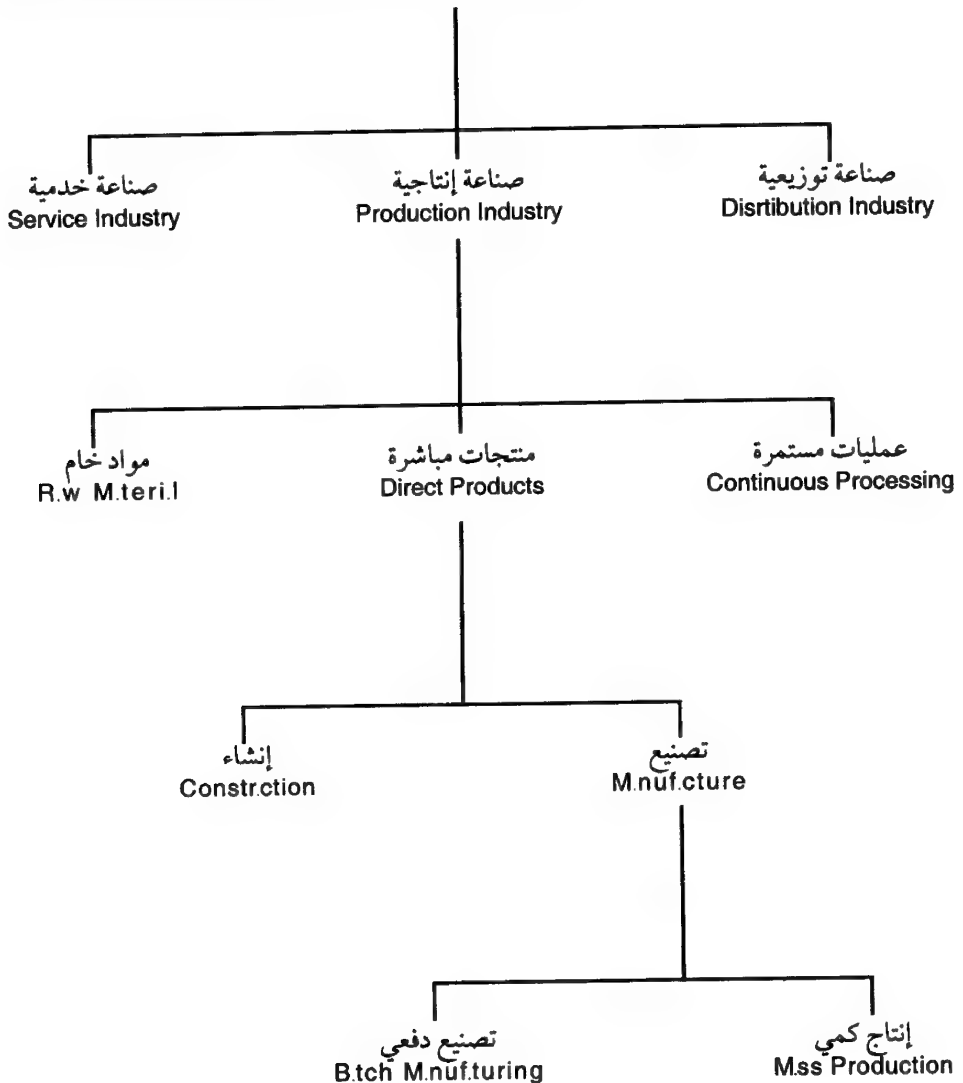 صناعة خدمية
Service Industry
صناعة إنتاجية
Production Industry
صناعة توزيعية
Disrtibution Industry
مواد خام
R.w M.teri.l
منتجات مباشرة
Direct Products
عمليات مستمرة
Continuous Processing
إنشاء
Constr.ction
تصنيع
M.nuf.cture
تصنيع دفعي
B.tch M.nuf.turing
إنتاج كمي
M.ss Production